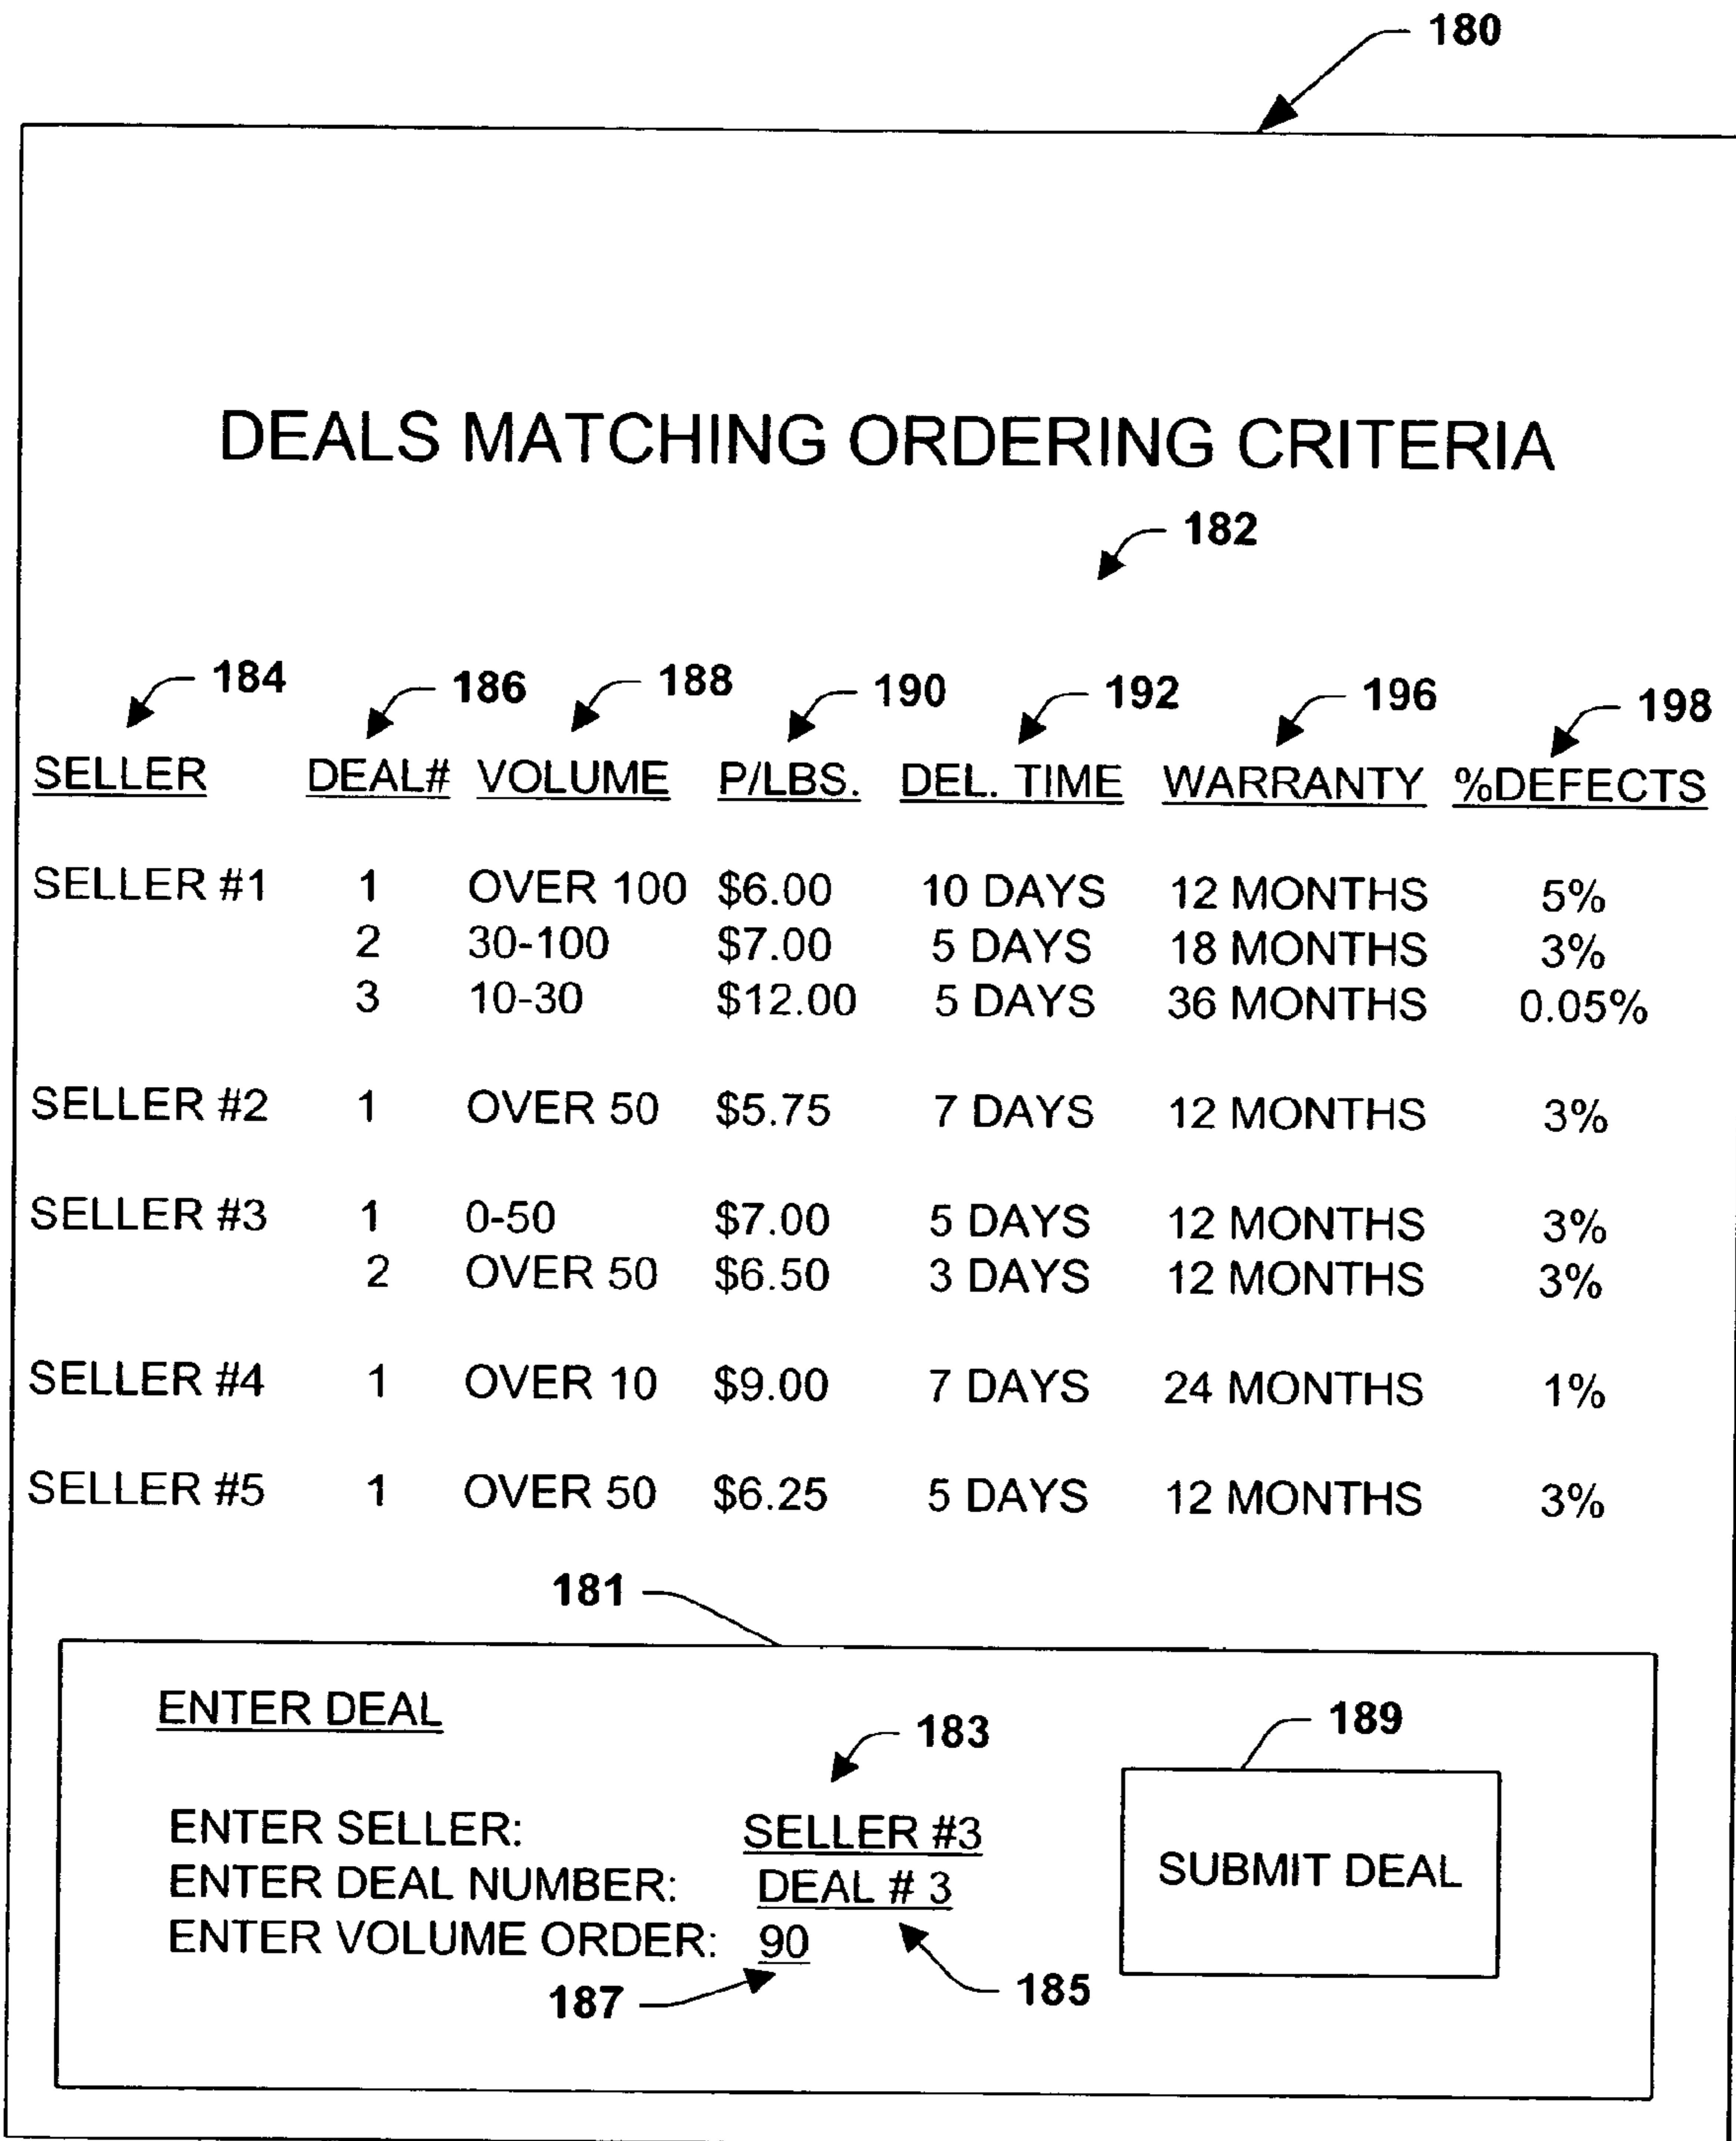 180
DEALS MATCHING ORDERING CRITERIA
182
184 186 188 190 192 196 198
SELLER DEAL# VOLUME P/LBS. DEL. TIME WARRANTY %DEFECTS
SELLER #1 1 OVER 100 $6.00 10 DAYS 12 MONTHS 5%
2 30-100 $7.00 5 DAYS 18 MONTHS 3%
3 10-30 $12.00 5 DAYS 36 MONTHS 0.05%
SELLER #2 1 OVER 50 $5.75 7 DAYS 12 MONTHS 3%
SELLER #3 1 0-50 $7.00 5 DAYS 12 MONTHS 3%
2 OVER 50 $6.50 3 DAYS 12 MONTHS 3%
SELLER #4 1 OVER 10 $9.00 7 DAYS 24 MONTHS 1%
SELLER #5 1 OVER 50 $6.25 5 DAYS 12 MONTHS 3%
181
ENTER DEAL
183
189
ENTER SELLER: SELLER #3
ENTER DEAL NUMBER: DEAL # 3
SUBMIT DEAL
ENTER VOLUME ORDER: 90
187
185